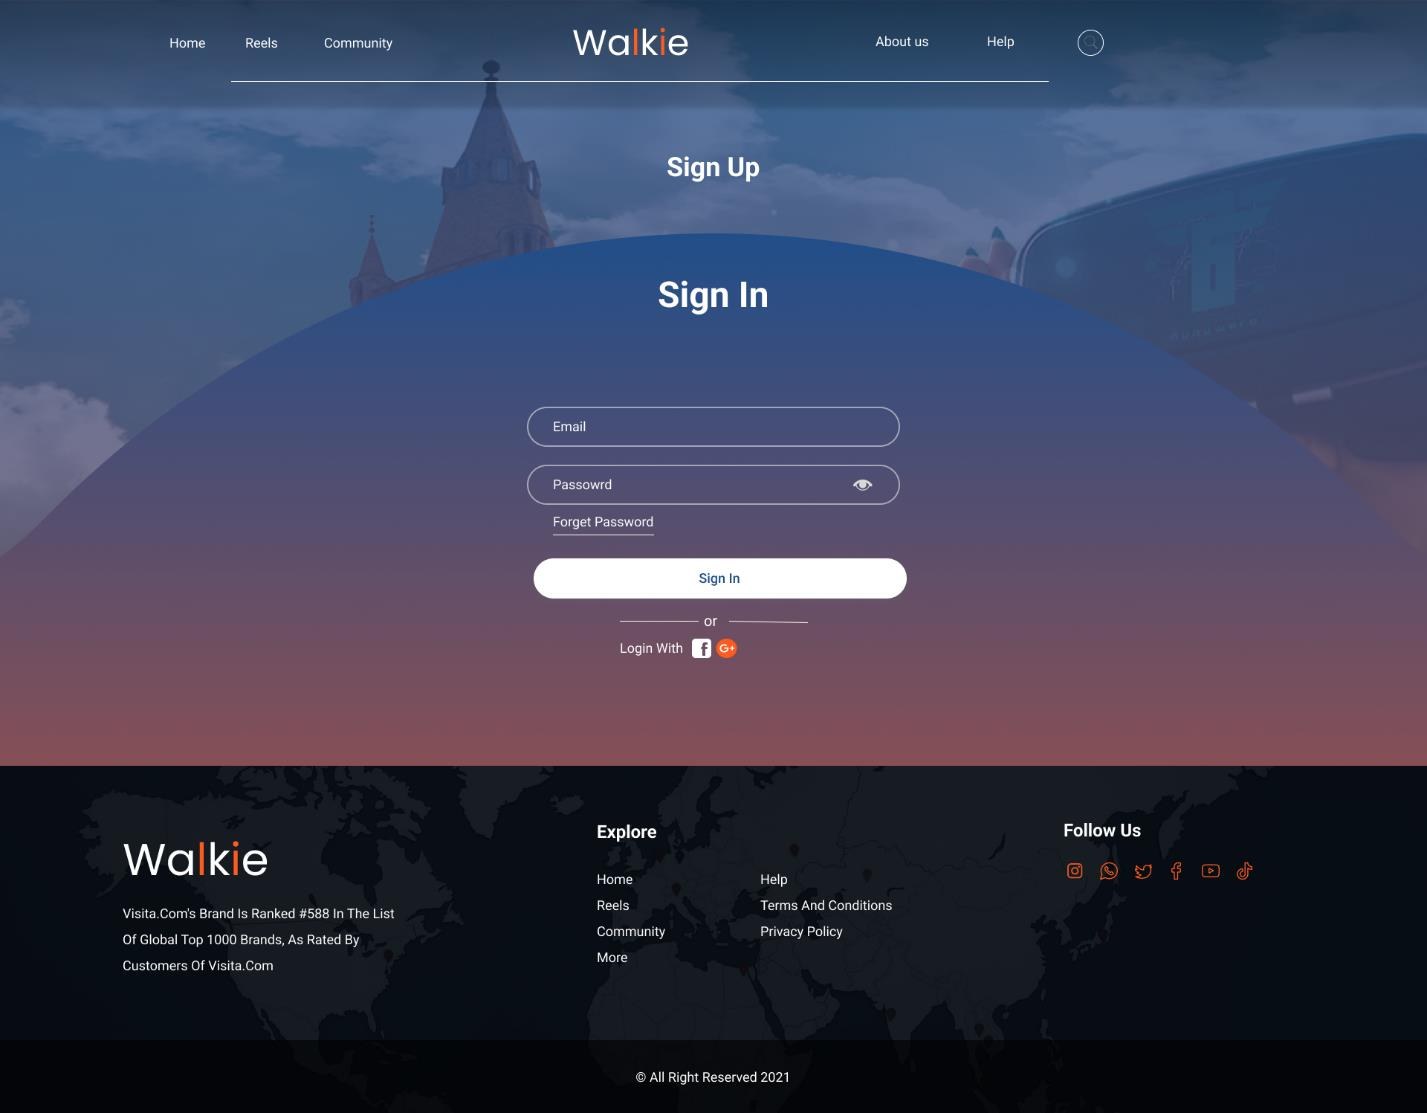 Home Reels Community Walkie About us Help
Sign Up
Sign In
Email
Passowrd
Forget Password
Sign In
or
Login With f G+
Walkie
Visita.Com's Brand Is Ranked #588 In The List
Of Global Top 1000 Brands, As Rated By
Customers Of Visita.Com
Explore
Home
Reels
Community
More
Help
Terms And Conditions
Privacy Policy
Follow Us
© All Right Reserved 2021